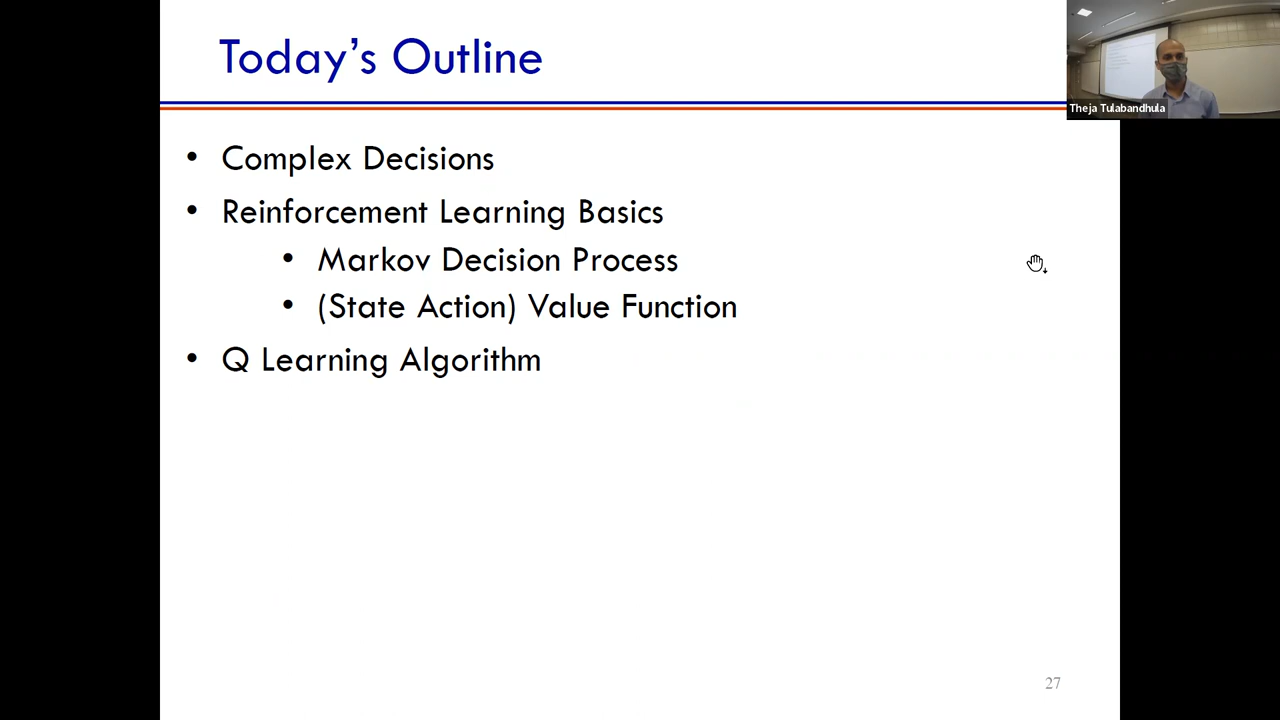 Today's Outline
Theja Tulabandhula
• Complex Decisions
• Reinforcement Learning Basics
• Markov Decision Process
• (State Action) Value Function
• Q Learning Algorithm
27